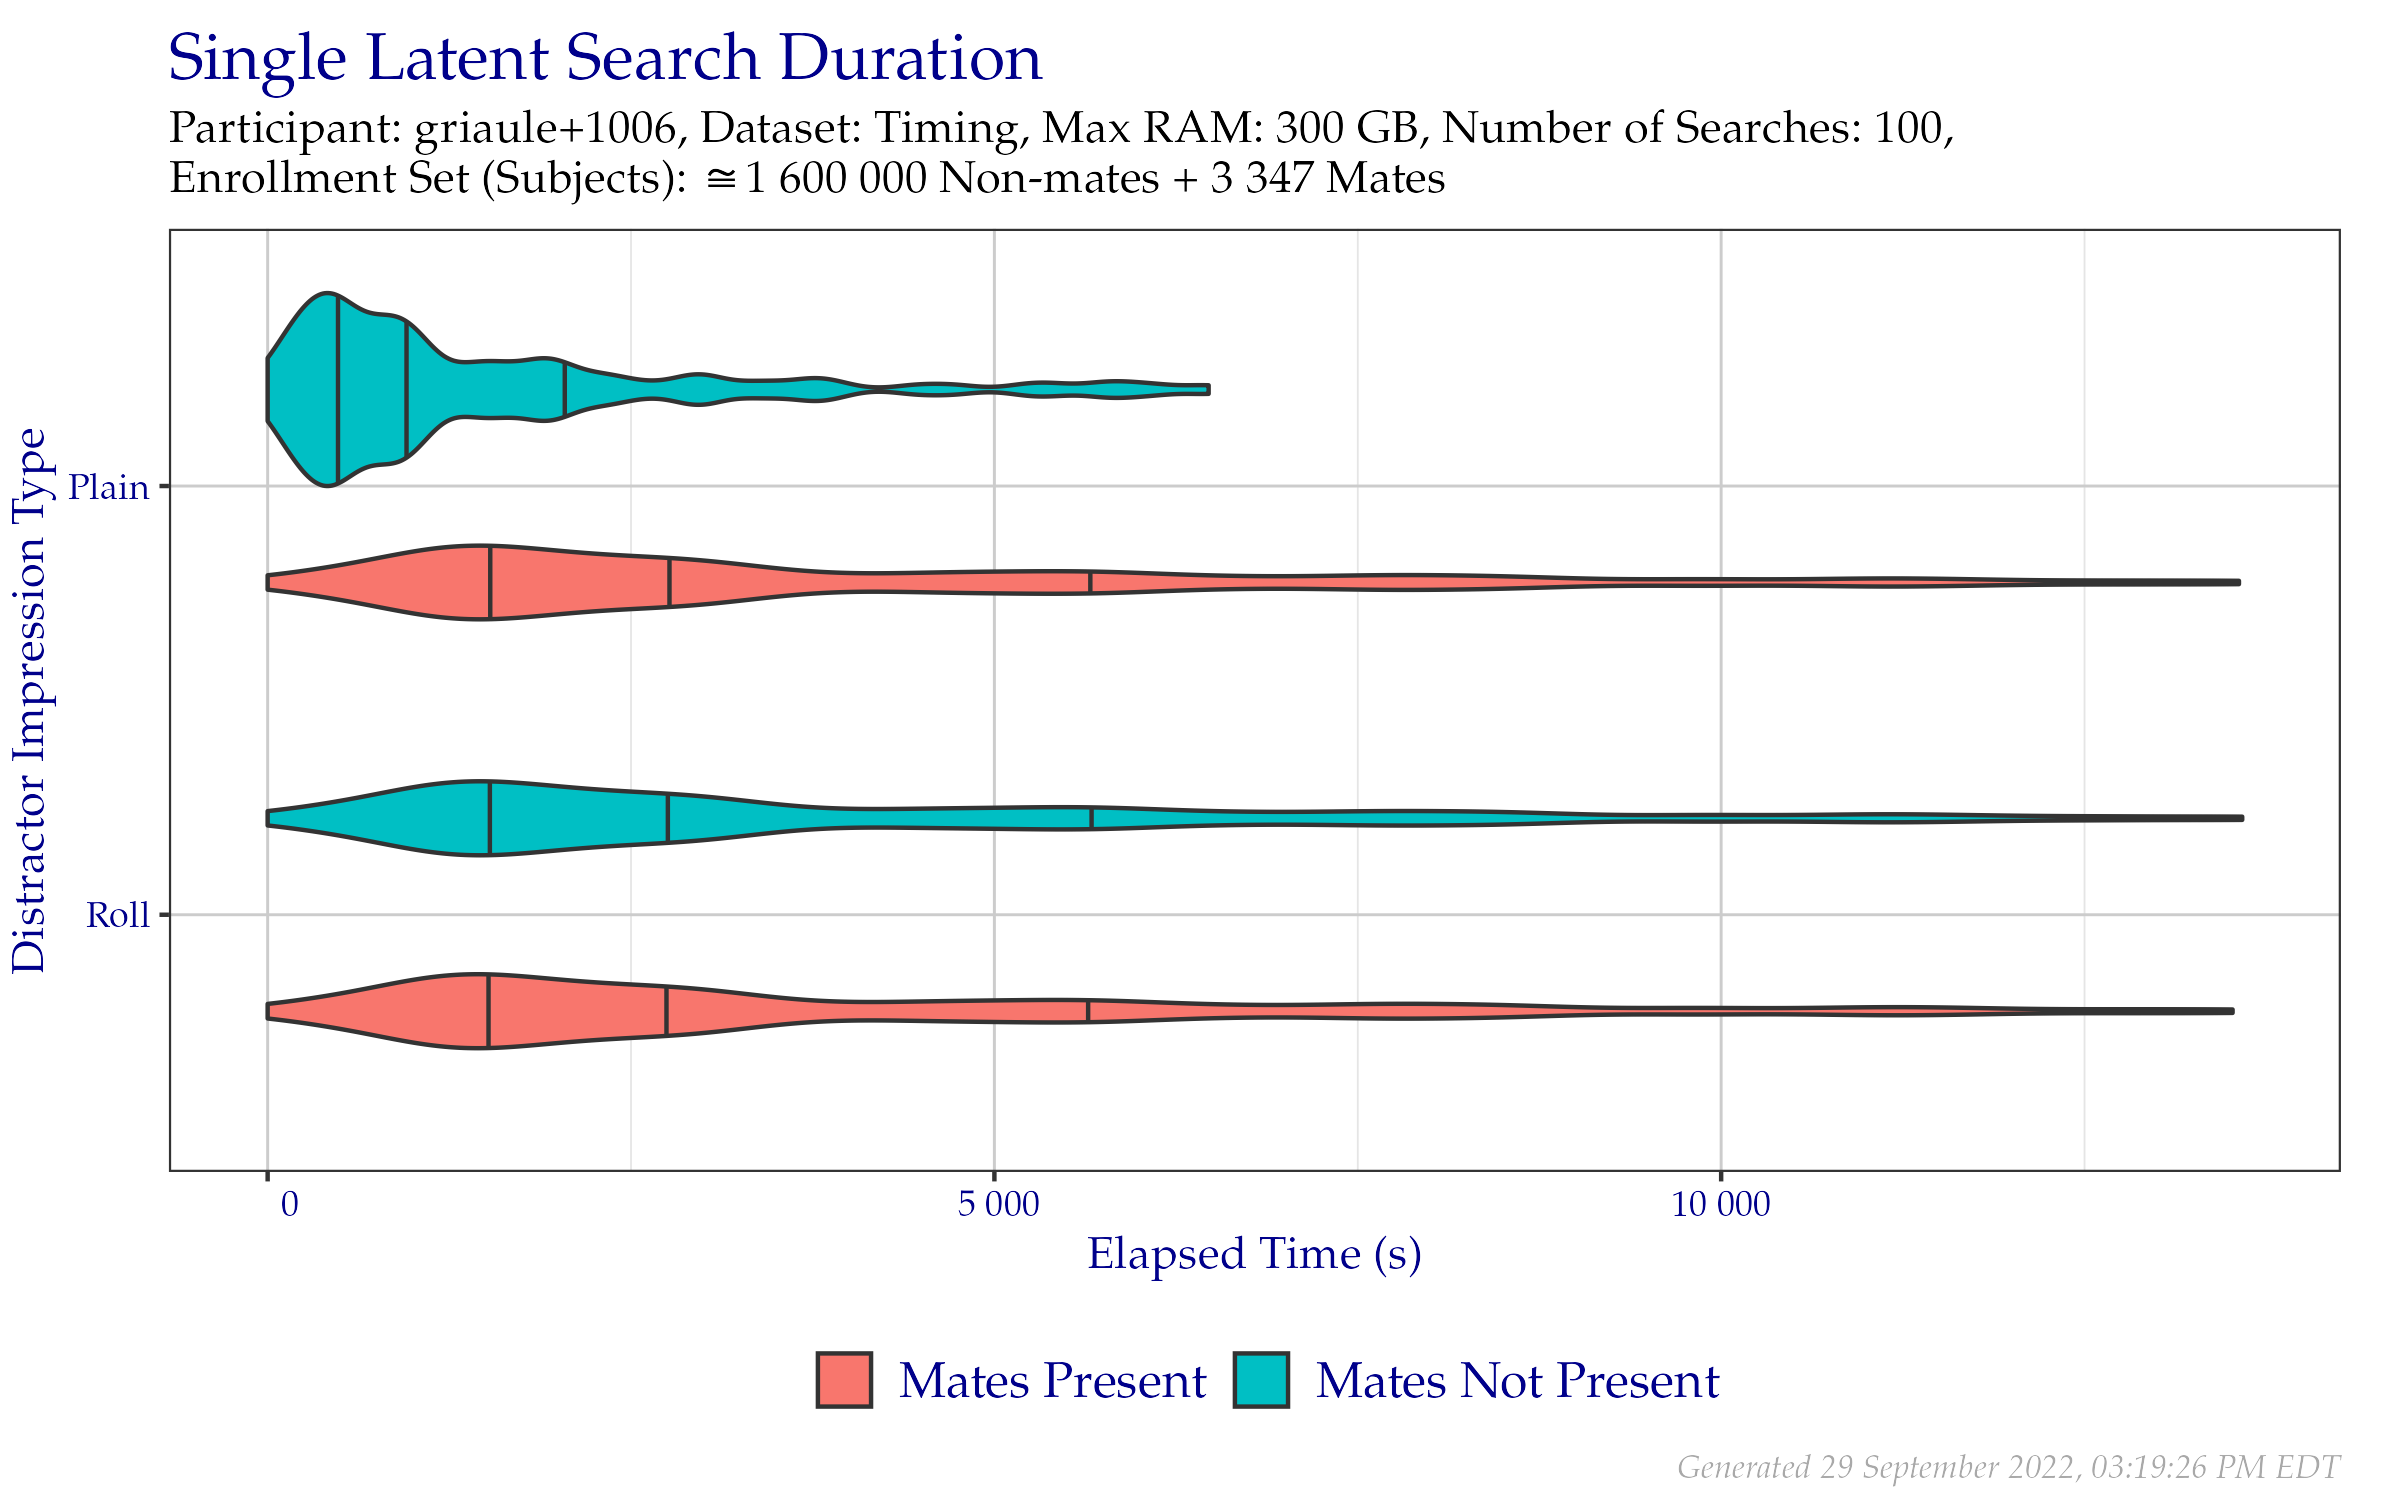 Single Latent Search Duration
Participant: griaule+1006, Dataset: Timing, Max RAM: 300 GB, Number of Searches: 100,
Enrollment Set (Subjects): ≅1 600 000 Non-mates + 3 347 Mates
Distractor Impression Type
Plain
Roll
0
5 000
10 000
Elapsed Time (s)
Mates Present
Mates Not Present
Generated 29 September 2022, 03:19:26 PM EDT